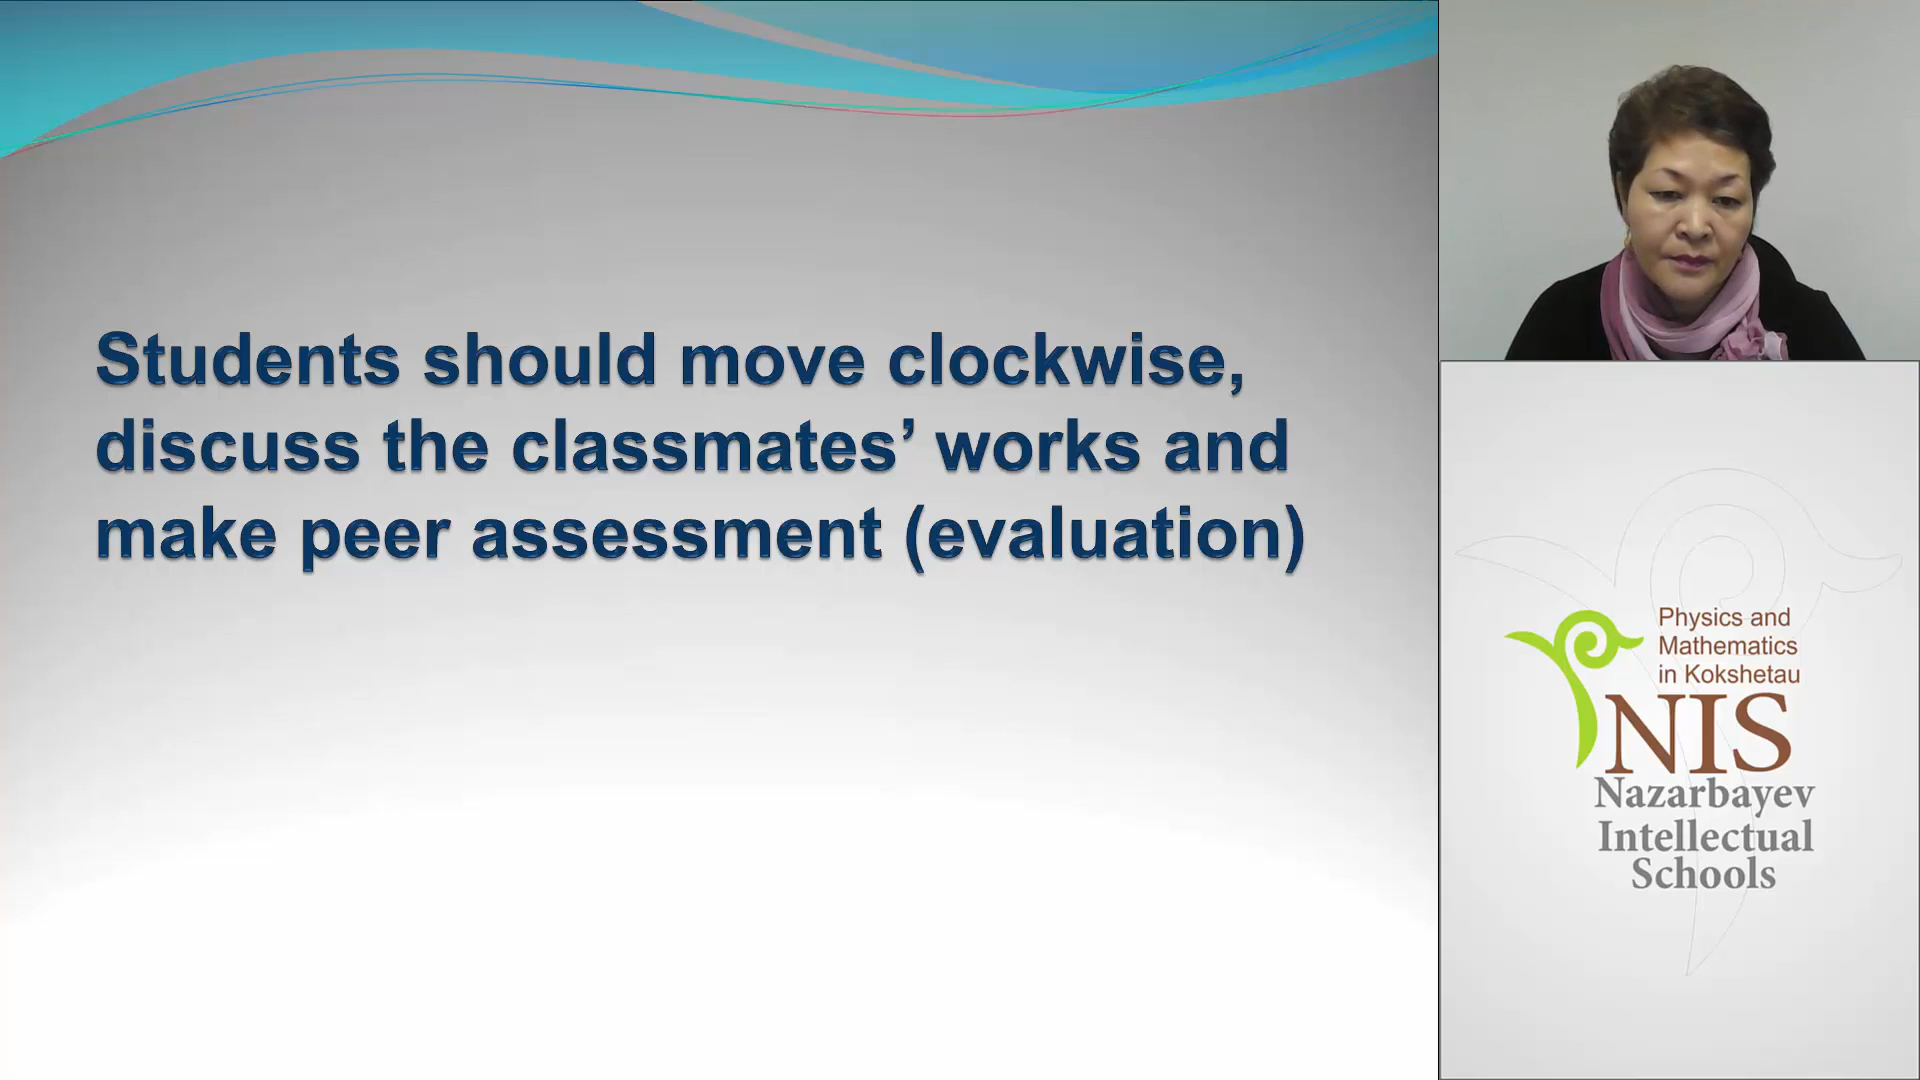 Students should move clockwise,
discuss the classmates’ works and
make peer assessment (evaluation)
Physics and
Mathematics
in Kokshetau
NIS
Nazarbayev
Intellectual
Schools